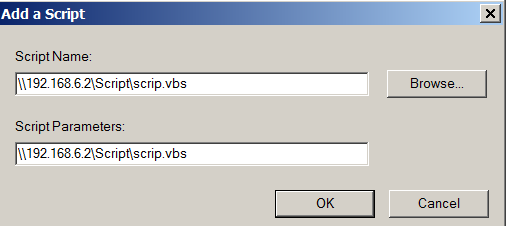 Add a Script
Script Name:
\\192.168.6.2\Script\scrip.vbs
Browse...
Script Parameters:
\\192.168.6.2\Script\scrip.vbs
OK
Cancel